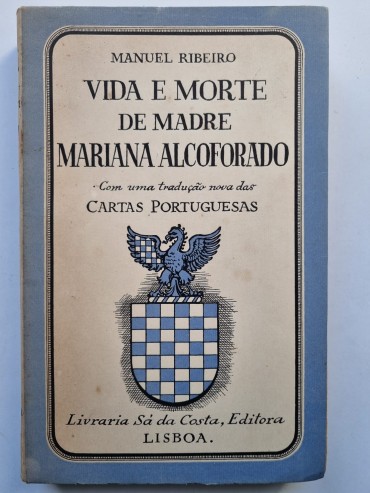 MANUEL RIBEIRO
VIDA E MORTE
DE MADRE
MARIANA ALCOFORADO
Com uma tradução nova das
CARTAS PORTUGUESAS
Livraria Sá da Costa, Editora
LISBOA.